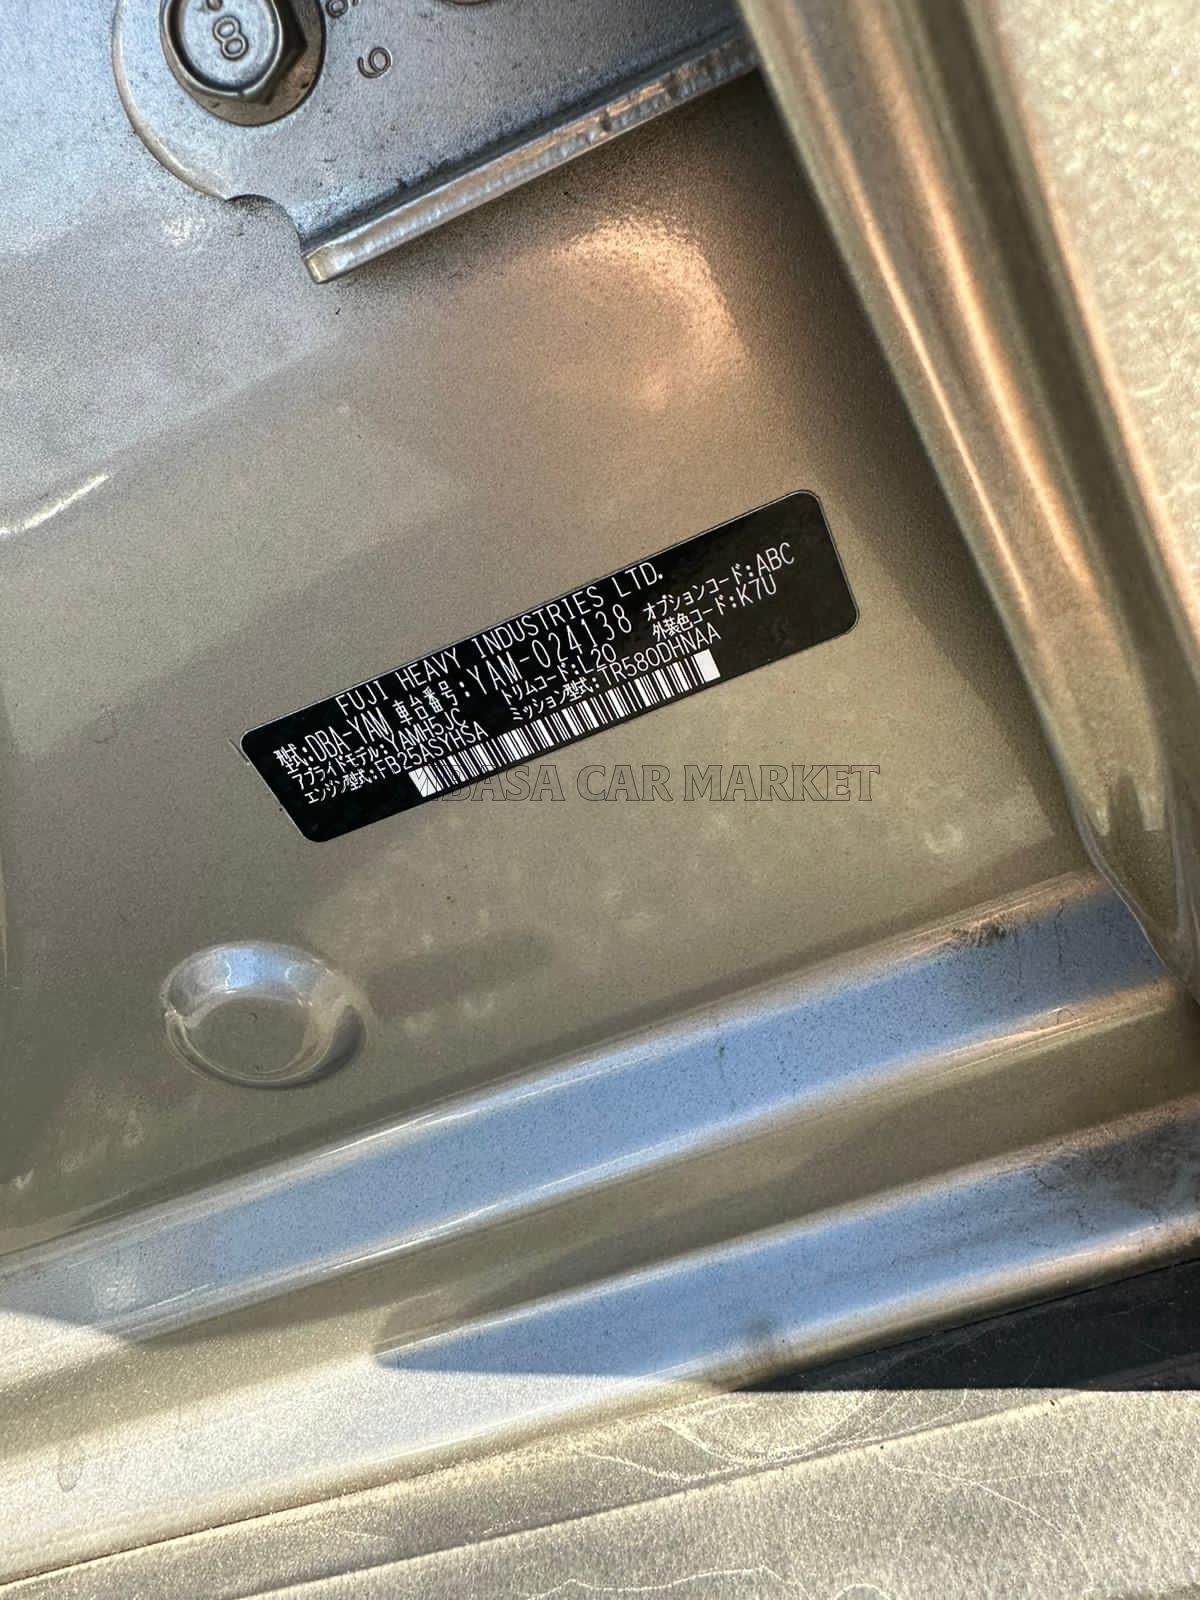 8
9
FUJI HEAVY INDUSTRIES LTD.
型式:DBA-YAM 車台番号:YAM-024138
アプライドモデル:YAMH5JC トリムコード:L20 オプションコード:ABC
エンジン型式:FB25ASYHSA ミッション型式:TR580DHNAA 外装色コード:K7U
ABASA CAR MARKET